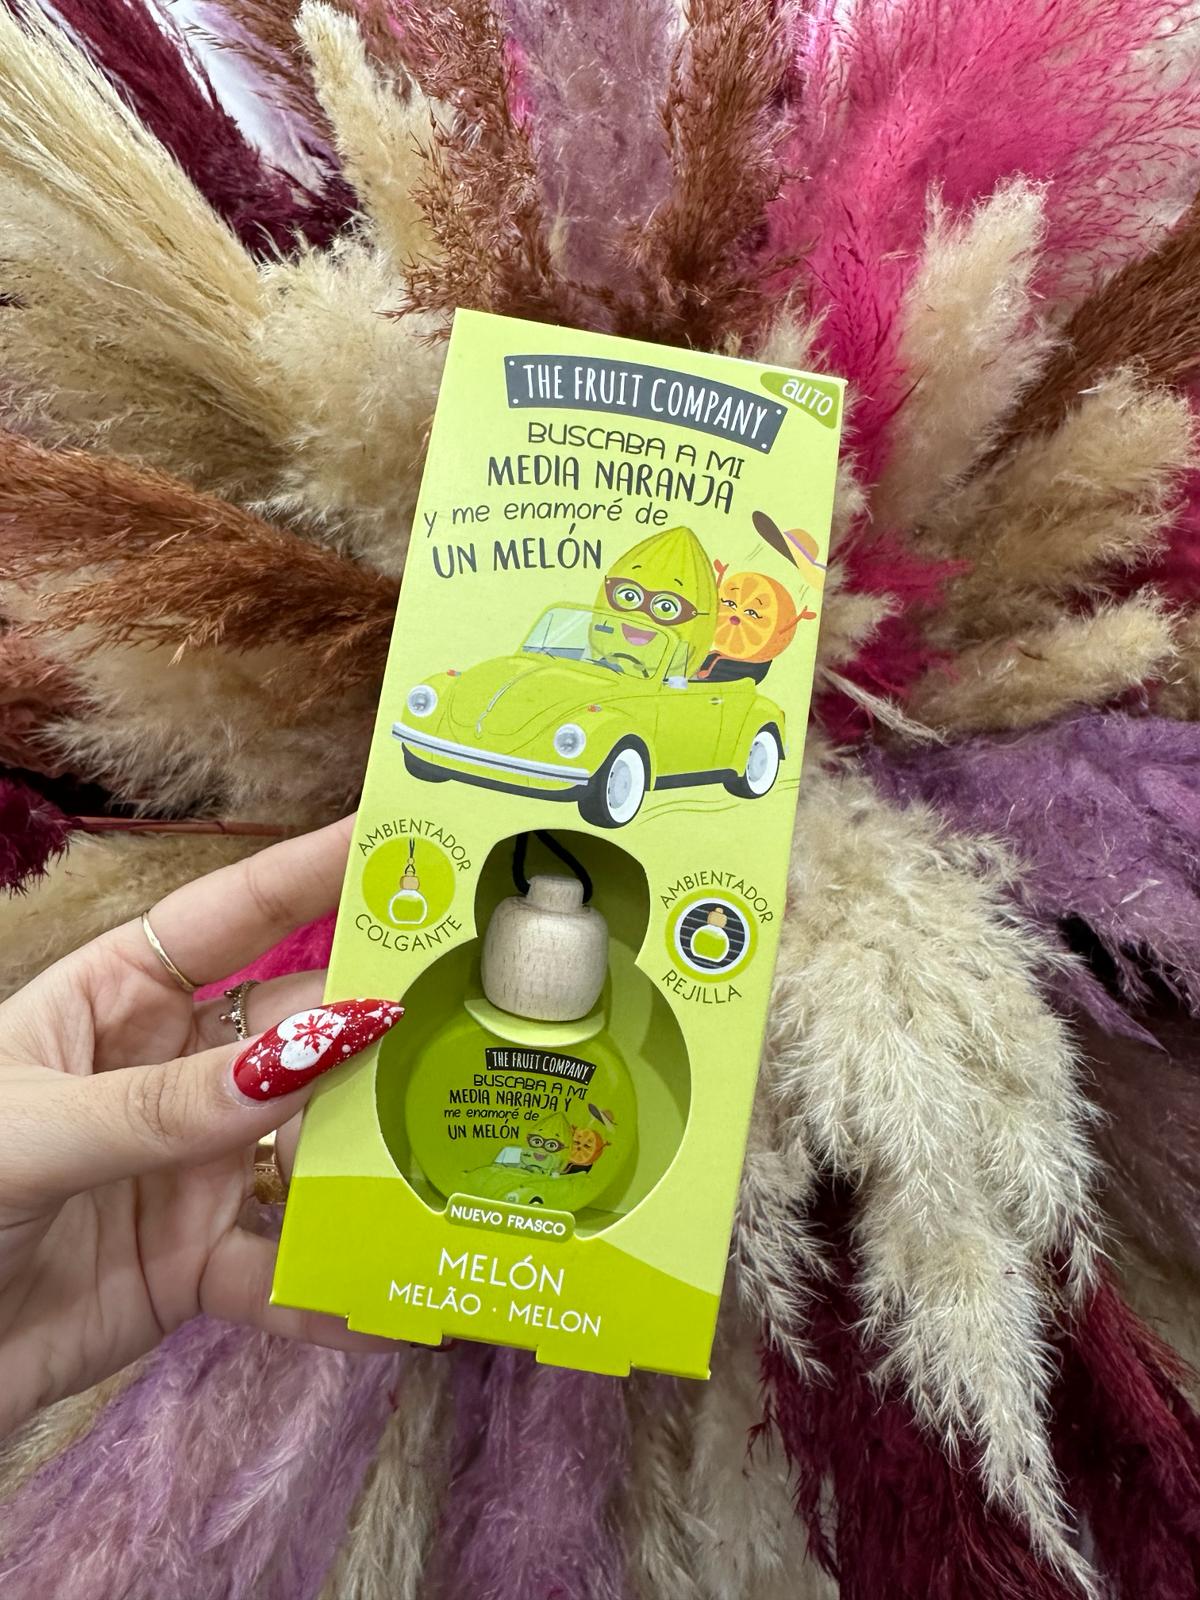 THE FRUIT COMPANY
auto
BUSCABA A MI
MEDIA NARANJA
y me enamoré de
UN MELÓN
AMBIENTADOR
COLGANTE
AMBIENTADOR
REJILLA
THE FRUIT COMPANY
BUSCABA A MI
MEDIA NARANJA Y
me enamoré de
UN MELÓN
NUEVO FRASCO
MELÓN
MELÃO · MELON